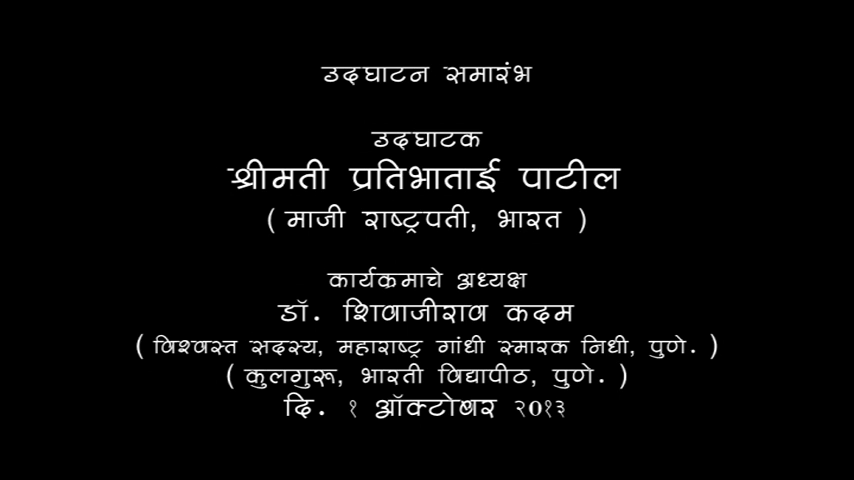 उदघाटन समारंभ
उदघाटक
श्रीमती प्रतिभाताई पाटील
( माजी राष्ट्रपती, भारत )
कार्यक्रमाचे अध्यक्ष
डॉ. शिवाजीराव कदम
( विश्वस्त सदस्य, महाराष्ट्र गांधी स्मारक निधी, पुणे. )
( कुलगुरू, भारती विद्यापीठ, पुणे. )
दि. १ ऑक्टोबर २०१३